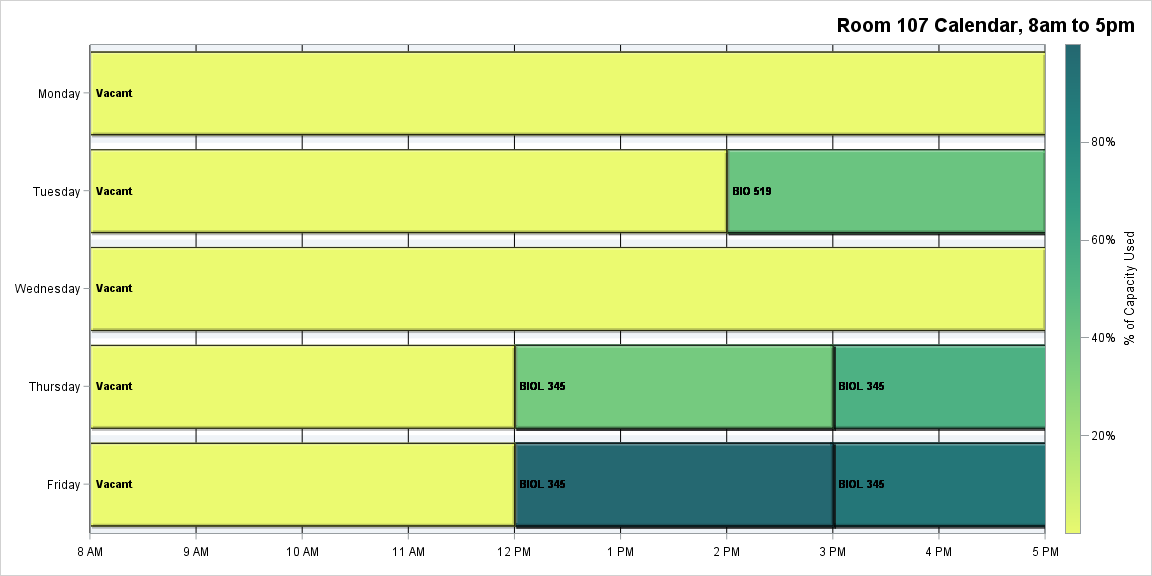 Room 107 Calendar, 8am to 5pm
Monday
Vacant
Tuesday
Vacant
BIO 519
Wednesday
Vacant
Thursday
Vacant
BIOL 345
BIOL 345
Friday
Vacant
BIOL 345
BIOL 345
8 AM 9 AM 10 AM 11 AM 12 PM 1 PM 2 PM 3 PM 4 PM 5 PM
80%
60%
40%
20%
% of Capacity Used